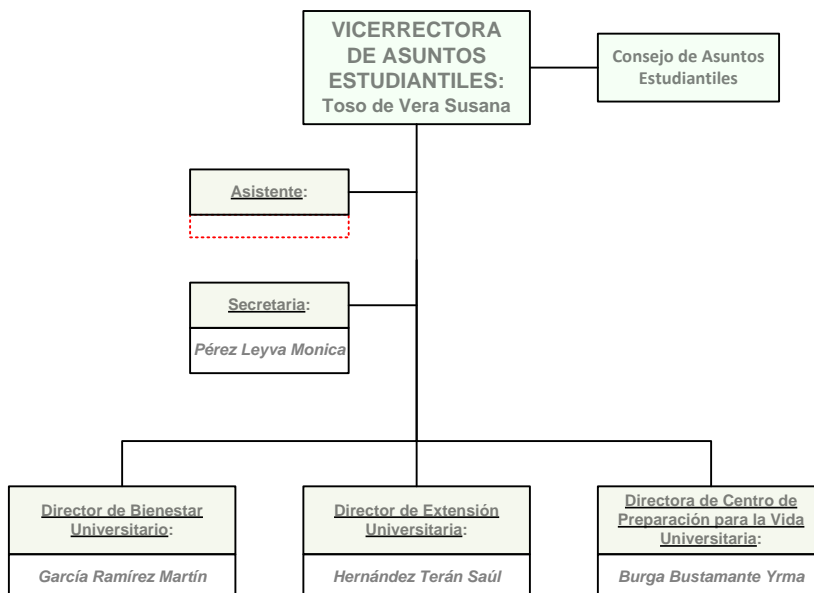 VICERRECTORA
DE ASUNTOS
ESTUDIANTILES:
Toso de Vera Susana
Consejo de Asuntos
Estudiantiles
Asistente:
Secretaria:
Pérez Leyva Monica
Director de Bienestar
Universitario:
García Ramírez Martín
Director de Extensión
Universitaria:
Hernández Terán Saúl
Directora de Centro de
Preparación para la Vida
Universitaria:
Burga Bustamante Yrma